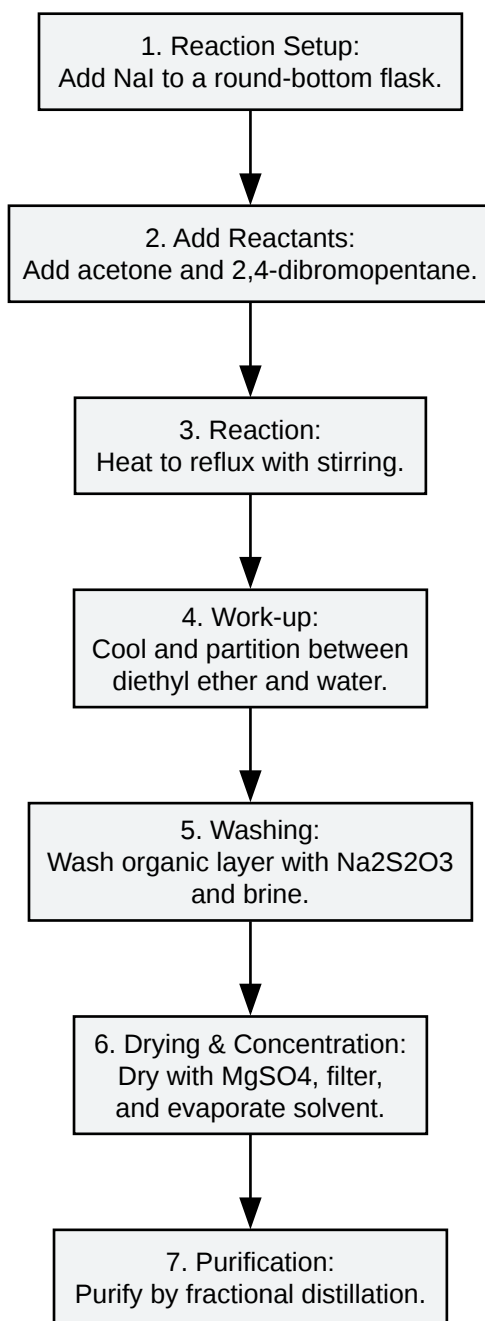 1. Reaction Setup:
Add NaI to a round-bottom flask.
2. Add Reactants:
Add acetone and 2,4-dibromopentane.
3. Reaction:
Heat to reflux with stirring.
4. Work-up:
Cool and partition between
diethyl ether and water.
5. Washing:
Wash organic layer with Na2S2O3
and brine.
6. Drying & Concentration:
Dry with MgSO4, filter,
and evaporate solvent.
7. Purification:
Purify by fractional distillation.